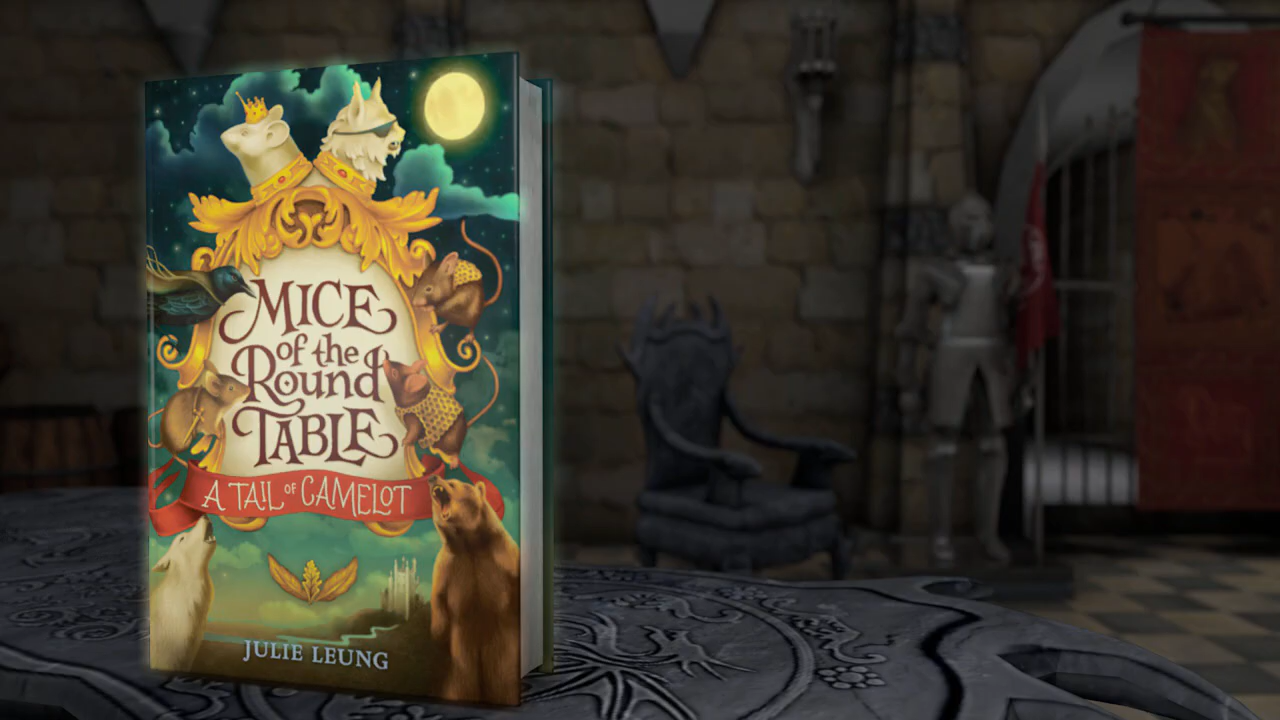 MICE
of the
Round
TABLE
A TAIL OF CAMELOT
JULIE LEUNG